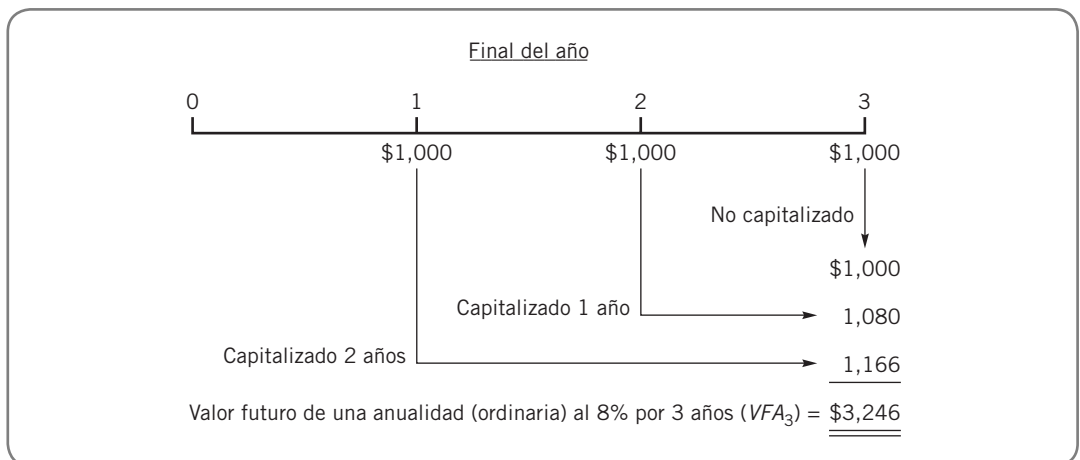 Final del año
0 1 2 3
$1,000 $1,000 $1,000
No capitalizado
$1,000
Capitalizado 1 año 1,080
Capitalizado 2 años 1,166
Valor futuro de una anualidad (ordinaria) al 8% por 3 años (VFA₃) = $3,246